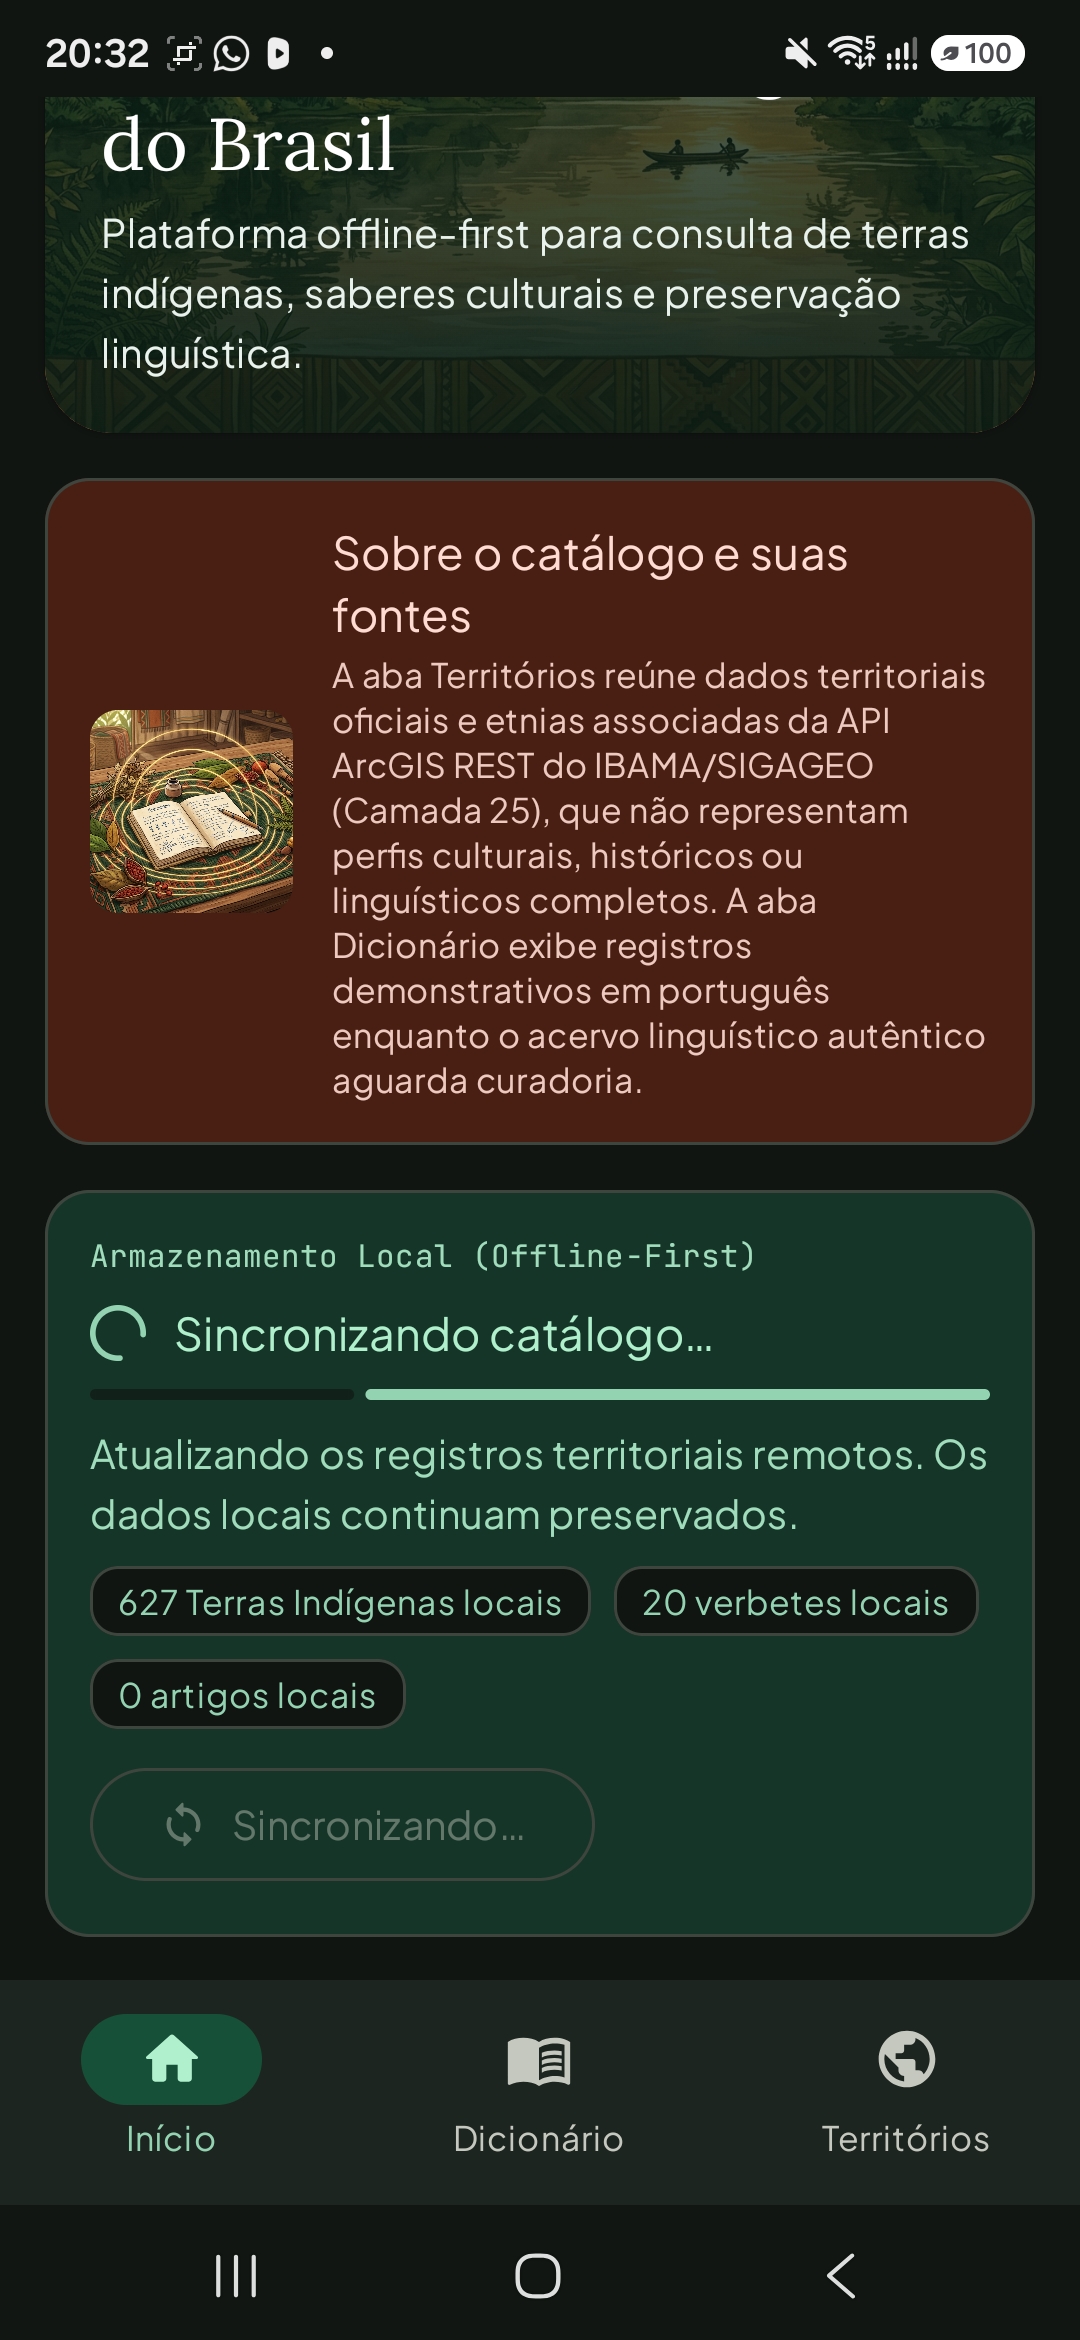 20:32
5
100
do Brasil
Plataforma offline-first para consulta de terras
indígenas, saberes culturais e preservação
linguística.
Sobre o catálogo e suas
fontes
A aba Territórios reúne dados territoriais
oficiais e etnias associadas da API
ArcGIS REST do IBAMA/SIGAGEO
(Camada 25), que não representam
perfis culturais, históricos ou
linguísticos completos. A aba
Dicionário exibe registros
demonstrativos em português
enquanto o acervo linguístico autêntico
aguarda curadoria.
Armazenamento Local (Offline-First)
Sincronizando catálogo...
Atualizando os registros territoriais remotos. Os
dados locais continuam preservados.
627 Terras Indígenas locais
20 verbetes locais
0 artigos locais
Sincronizando...
Início
Dicionário
Territórios